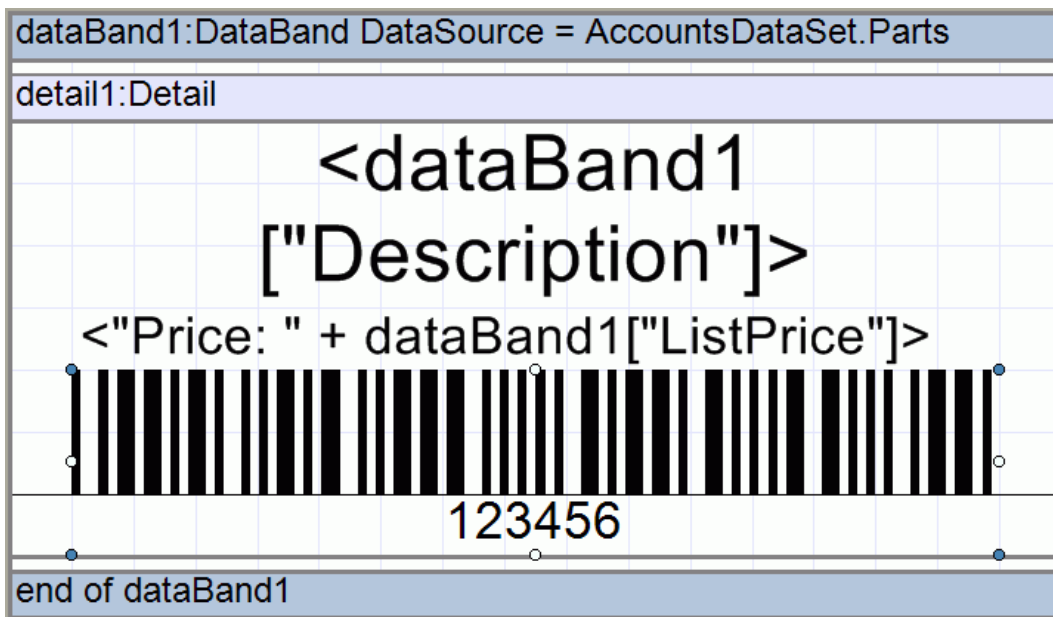 dataBand1:DataBand DataSource = AccountsDataSet.Parts
detail1:Detail
<dataBand1
["Description"]>
<"Price: " + dataBand1["ListPrice"]>
123456
end of dataBand1